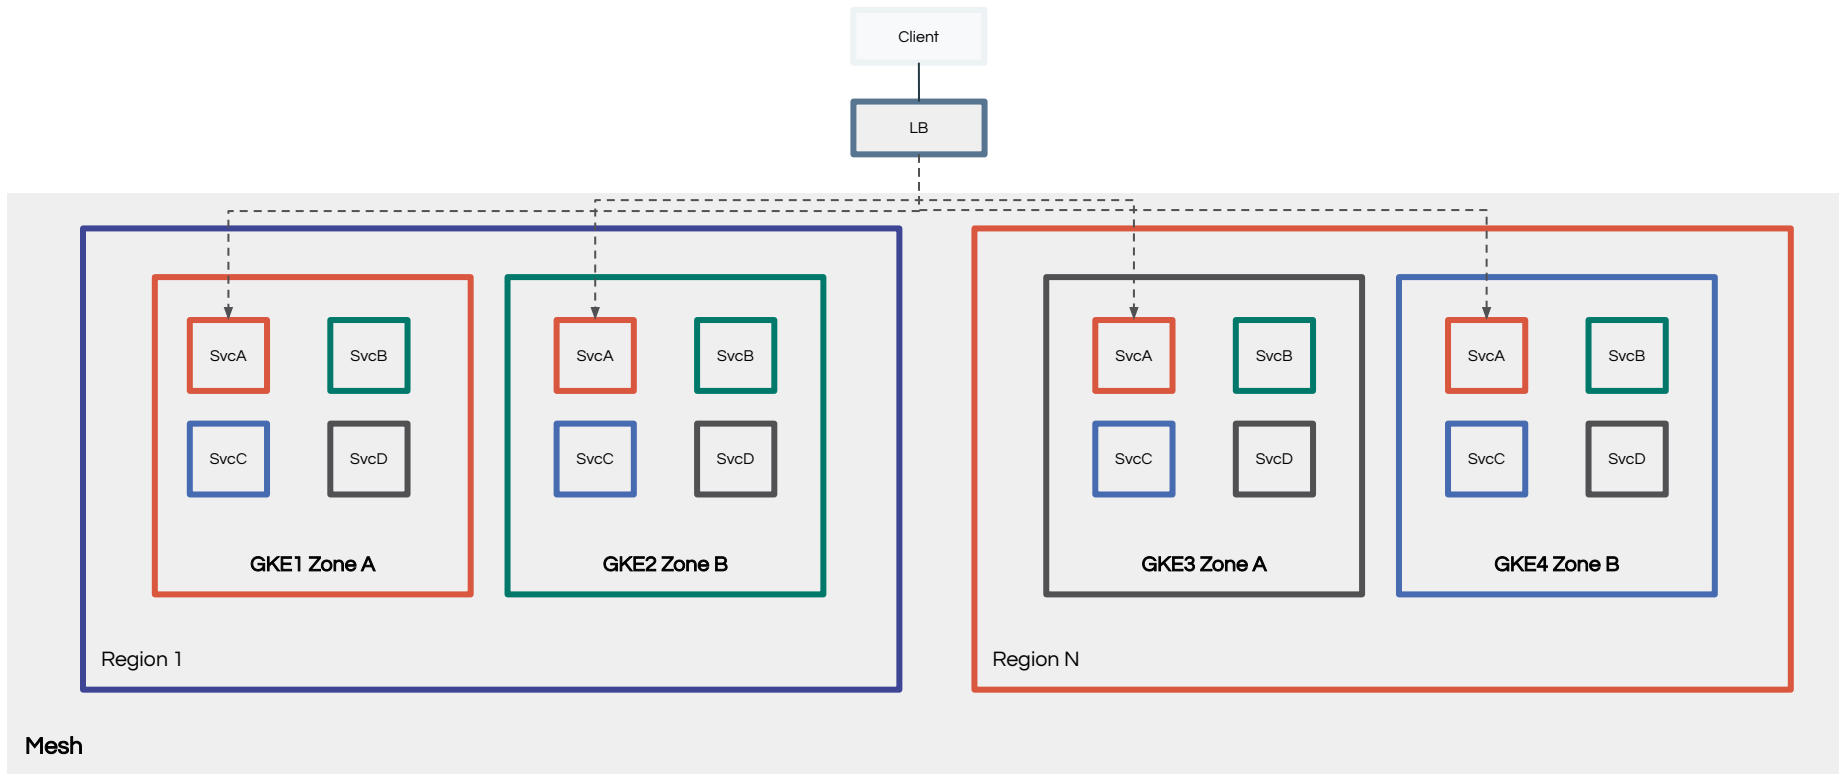 Client
LB
SvcA
SvcB
SvcC
SvcD
GKE1 Zone A
SvcA
SvcB
SvcC
SvcD
GKE2 Zone B
Region 1
SvcA
SvcB
SvcC
SvcD
GKE3 Zone A
SvcA
SvcB
SvcC
SvcD
GKE4 Zone B
Region N
Mesh